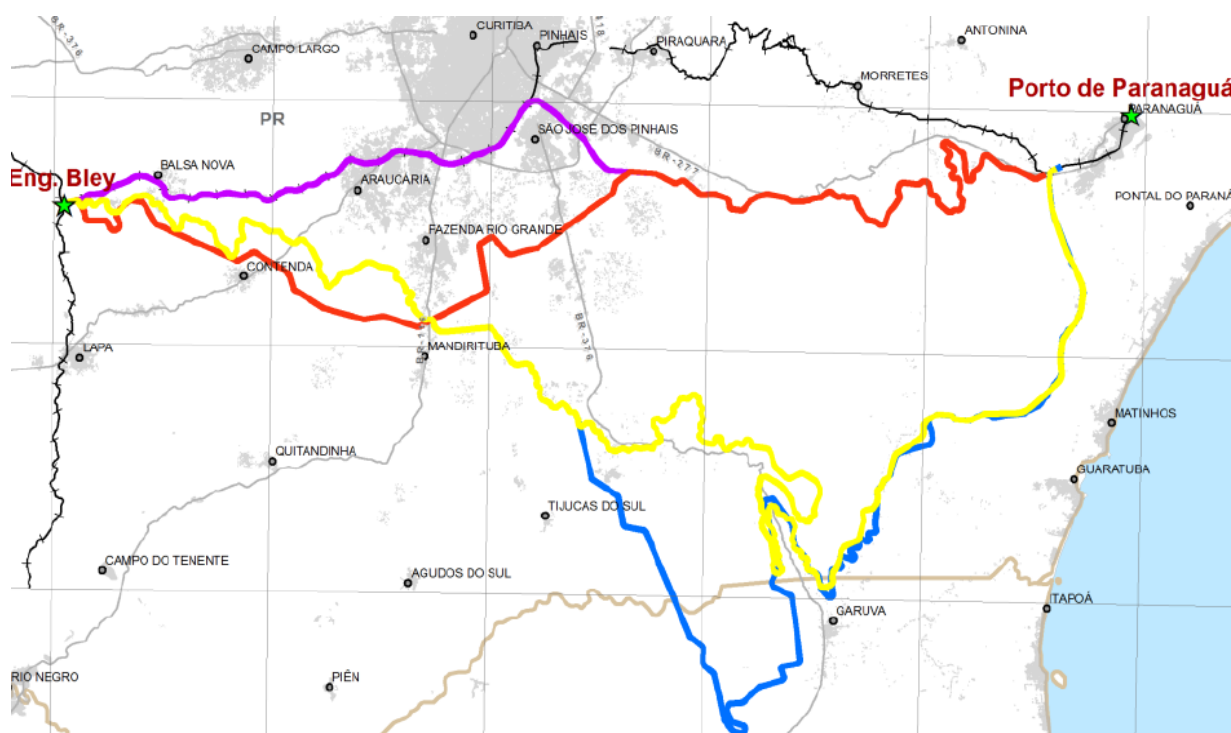 BR-376
CURITIBA
CAMPO LARGO
PINHAIS
PIRAQUARA
ANTONINA
MORRETES
Porto de Paranaguá
PARANAGUÁ
PR
SÃO JOSÉ DOS PINHAIS
BR-277
BALSA NOVA
Eng. Bley
ARAUCÁRIA
PONTAL DO PARANÁ
FAZENDA RIO GRANDE
CONTENDA
BR-376
LAPA
MANDIRITUBA
MATINHOS
QUITANDINHA
GUARATUBA
TIJUCAS DO SUL
CAMPO DO TENENTE
AGUDOS DO SUL
ITAPOÁ
GARUVA
RIO NEGRO
PIÊN